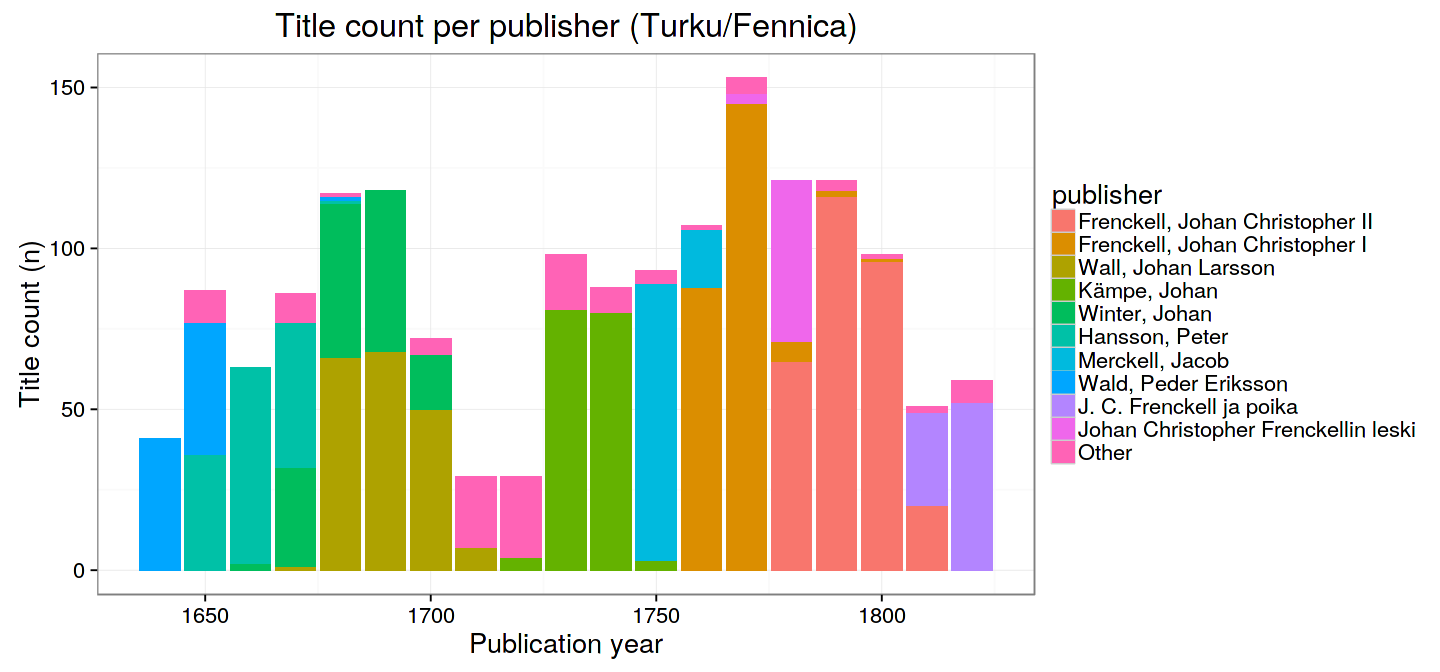 Title count per publisher (Turku/Fennica)
Title count (n)
150
100
50
0
1650
1700
1750
1800
Publication year
publisher
Frenckell, Johan Christopher II
Frenckell, Johan Christopher I
Wall, Johan Larsson
Kämpe, Johan
Winter, Johan
Hansson, Peter
Merckell, Jacob
Wald, Peder Eriksson
J. C. Frenckell ja poika
Johan Christopher Frenckellin leski
Other